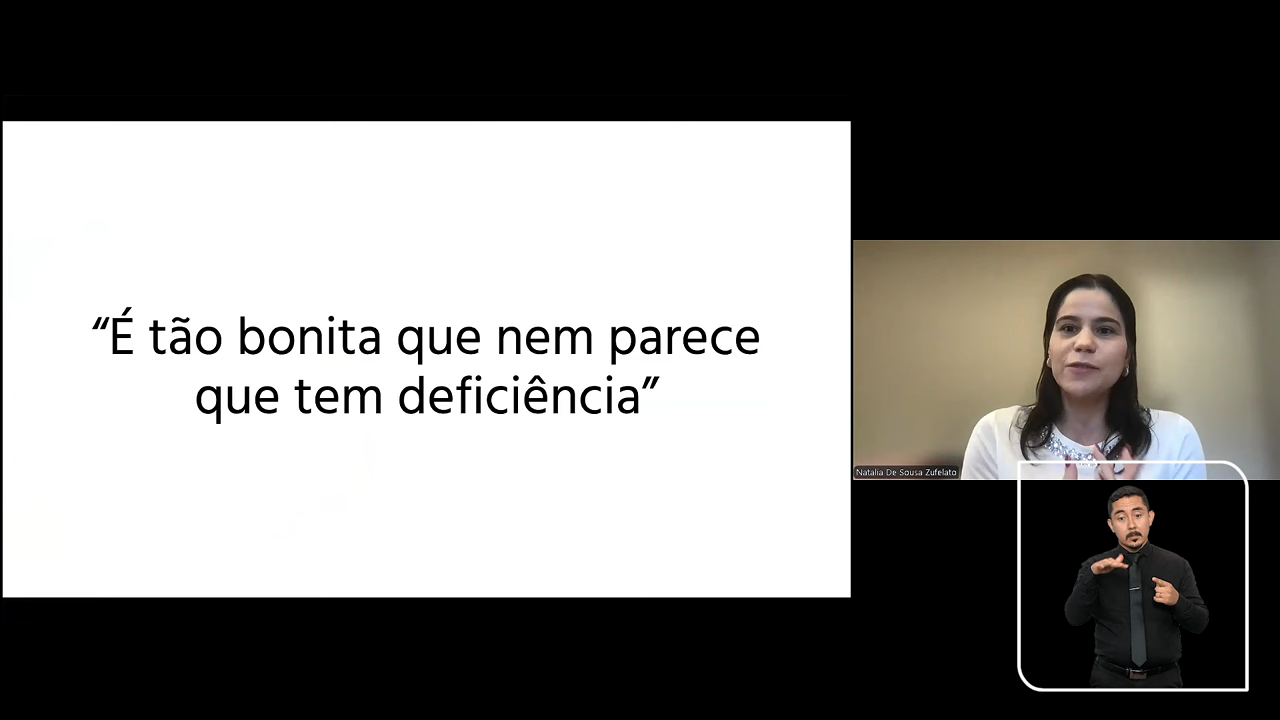 “É tão bonita que nem parece
que tem deficiência”
Natalia De Sousa Zufelato